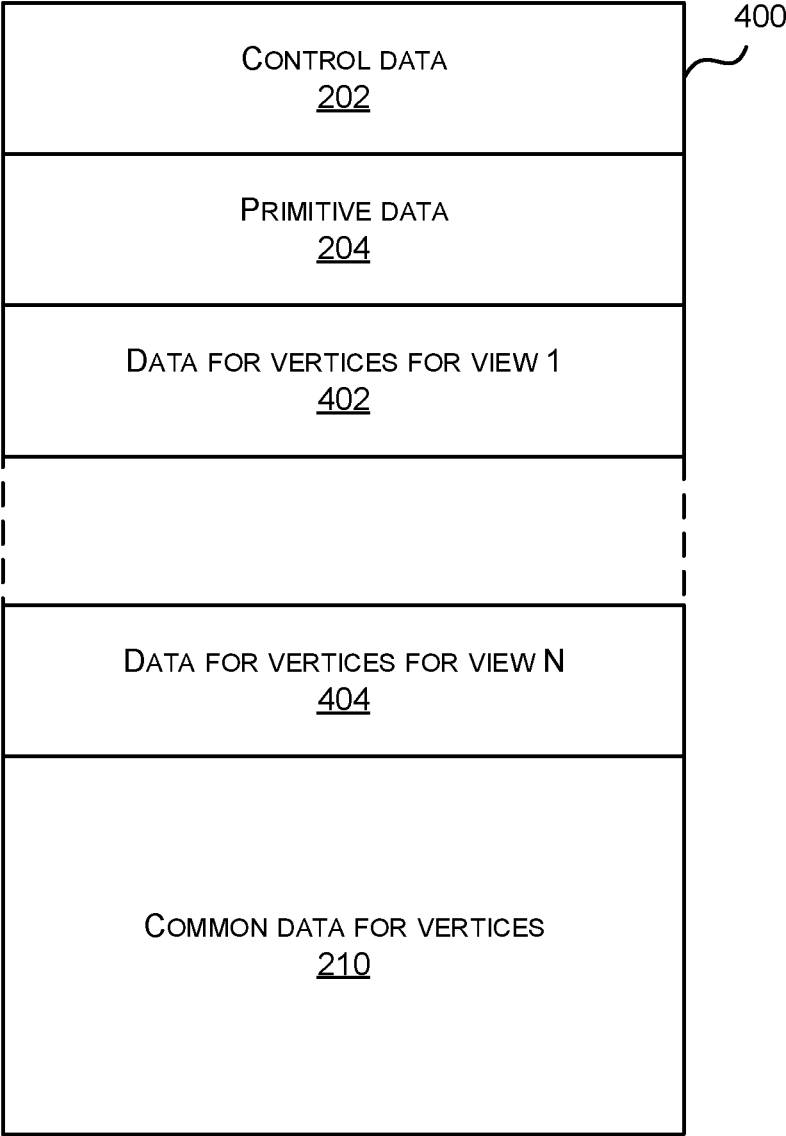 400
CONTROL DATA
202
PRIMITIVE DATA
204
DATA FOR VERTICES FOR VIEW 1
402
DATA FOR VERTICES FOR VIEW N
404
COMMON DATA FOR VERTICES
210